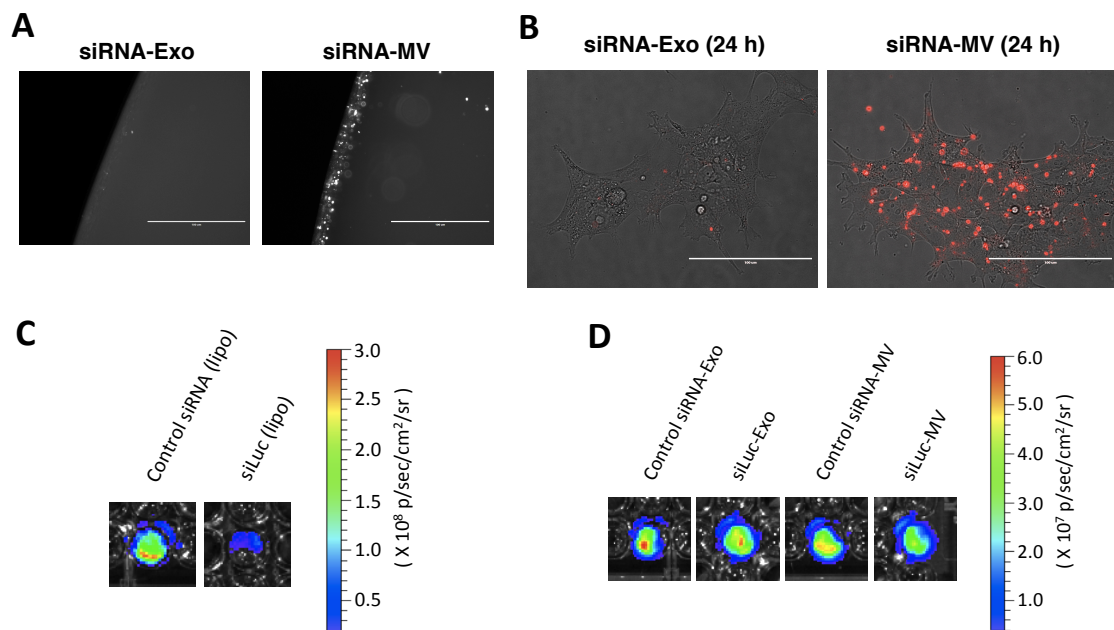 A
siRNA-Exo
siRNA-MV
B
siRNA-Exo (24 h)
siRNA-MV (24 h)
C
Control siRNA (lipo)
siLuc (lipo)
3.0
2.5
2.0
1.5
1.0
0.5
( X 10⁸ p/sec/cm²/sr)
D
Control siRNA-Exo
siLuc-Exo
Control siRNA-MV
siLuc-MV
6.0
5.0
4.0
3.0
2.0
1.0
( X 10⁷ p/sec/cm²/sr)